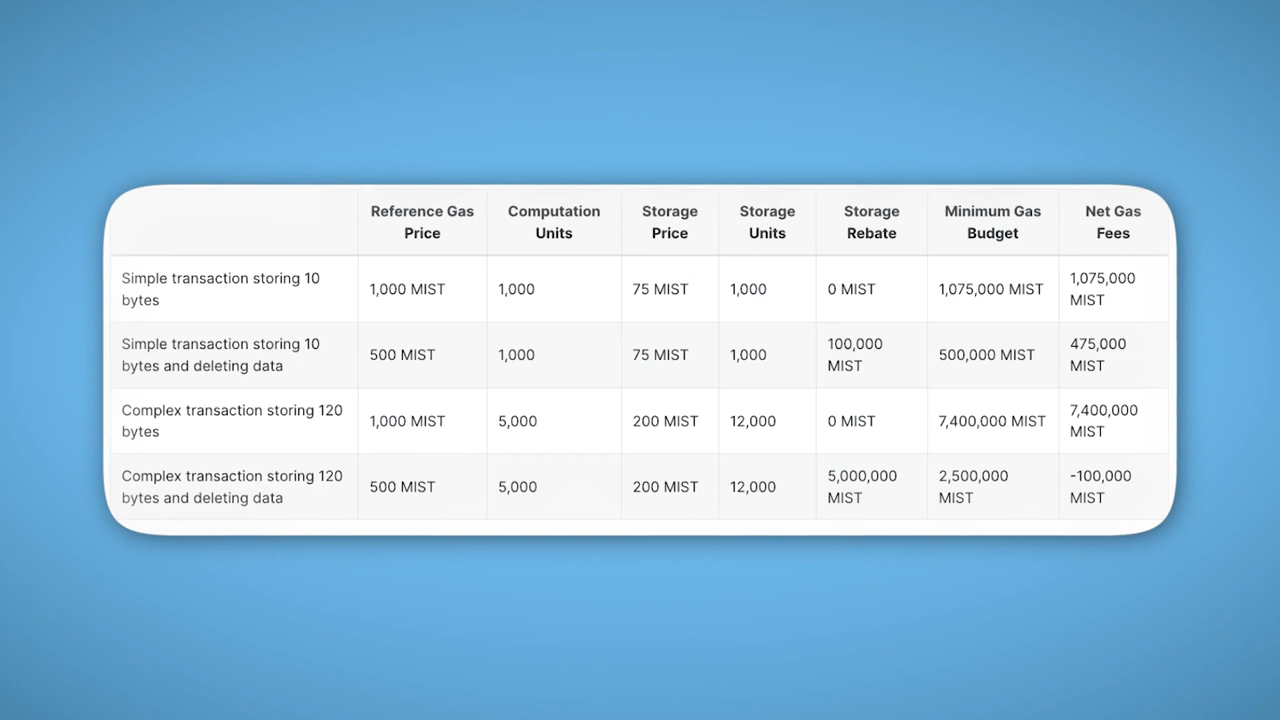 Reference Gas Price | Computation Units | Storage Price | Storage Units | Storage Rebate | Minimum Gas Budget | Net Gas Fees
Simple transaction storing 10 bytes | 1,000 MIST | 1,000 | 75 MIST | 1,000 | 0 MIST | 1,075,000 MIST | 1,075,000 MIST
Simple transaction storing 10 bytes and deleting data | 500 MIST | 1,000 | 75 MIST | 1,000 | 100,000 MIST | 500,000 MIST | 475,000 MIST
Complex transaction storing 120 bytes | 1,000 MIST | 5,000 | 200 MIST | 12,000 | 0 MIST | 7,400,000 MIST | 7,400,000 MIST
Complex transaction storing 120 bytes and deleting data | 500 MIST | 5,000 | 200 MIST | 12,000 | 5,000,000 MIST | 2,500,000 MIST | -100,000 MIST